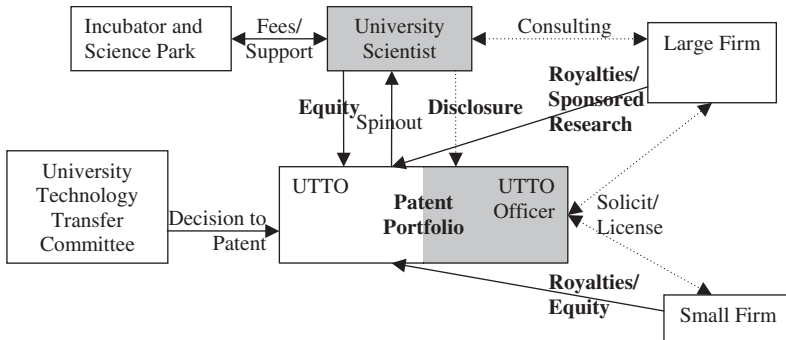 Incubator and
Science Park
Fees/
Support
University
Scientist
Consulting
Large Firm
Equity
Spinout
Disclosure
Royalties/
Sponsored
Research
University
Technology
Transfer
Committee
Decision to
Patent
UTTO
Patent
Portfolio
UTTO
Officer
Solicit/
License
Royalties/
Equity
Small Firm